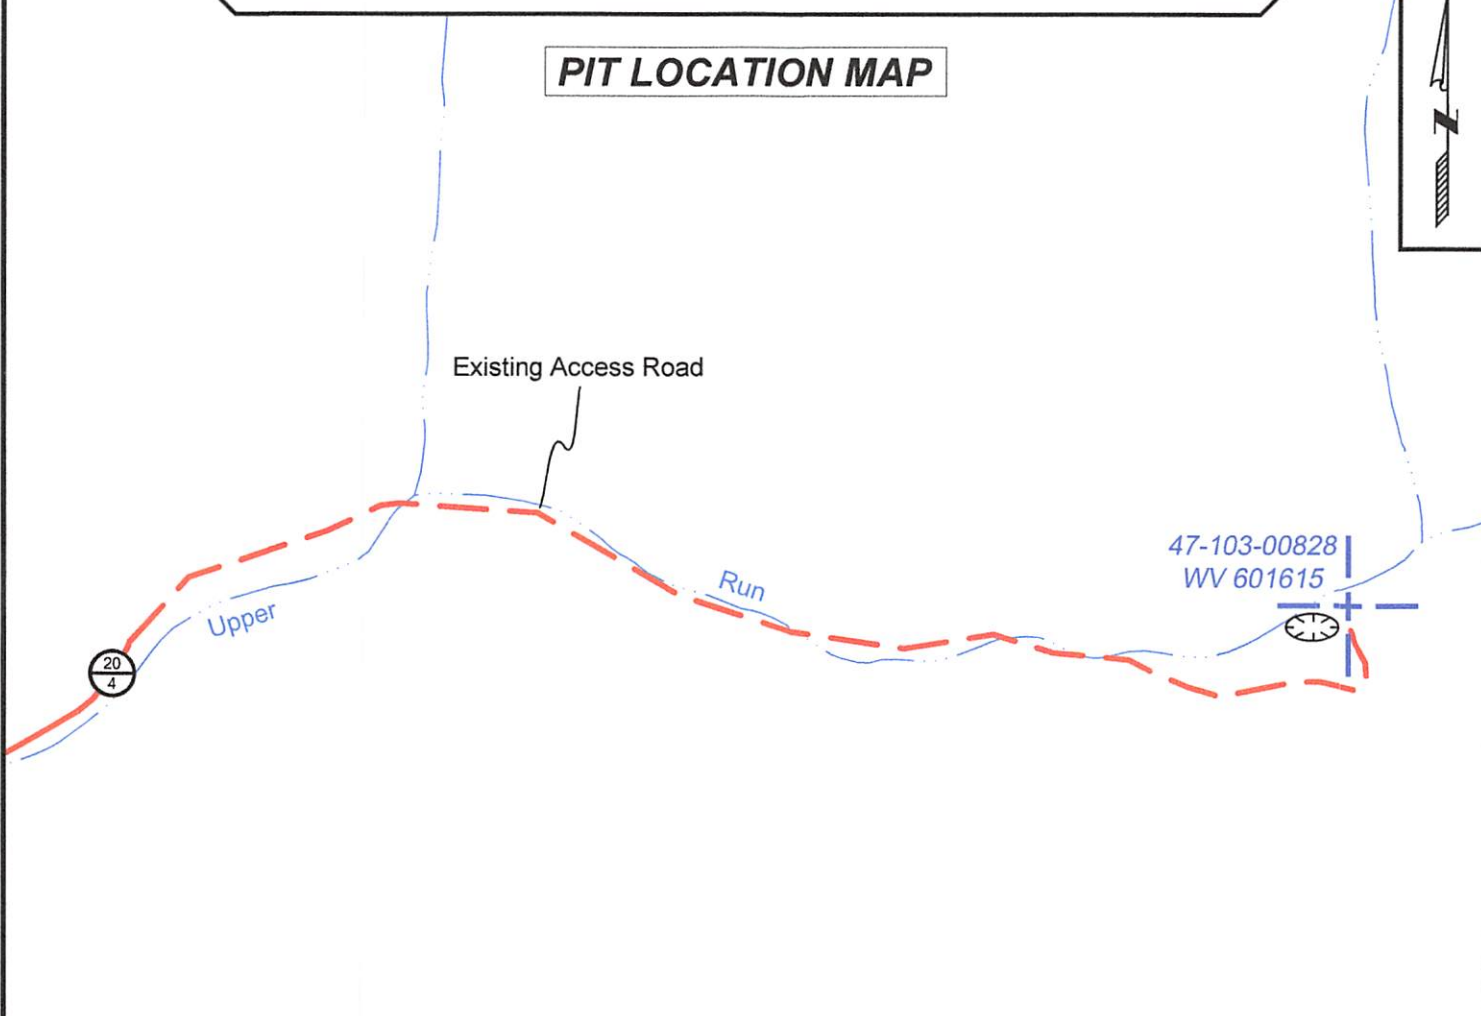 PIT LOCATION MAP
N
Existing Access Road
47-103-00828
WV 601615
Run
Upper
20
4